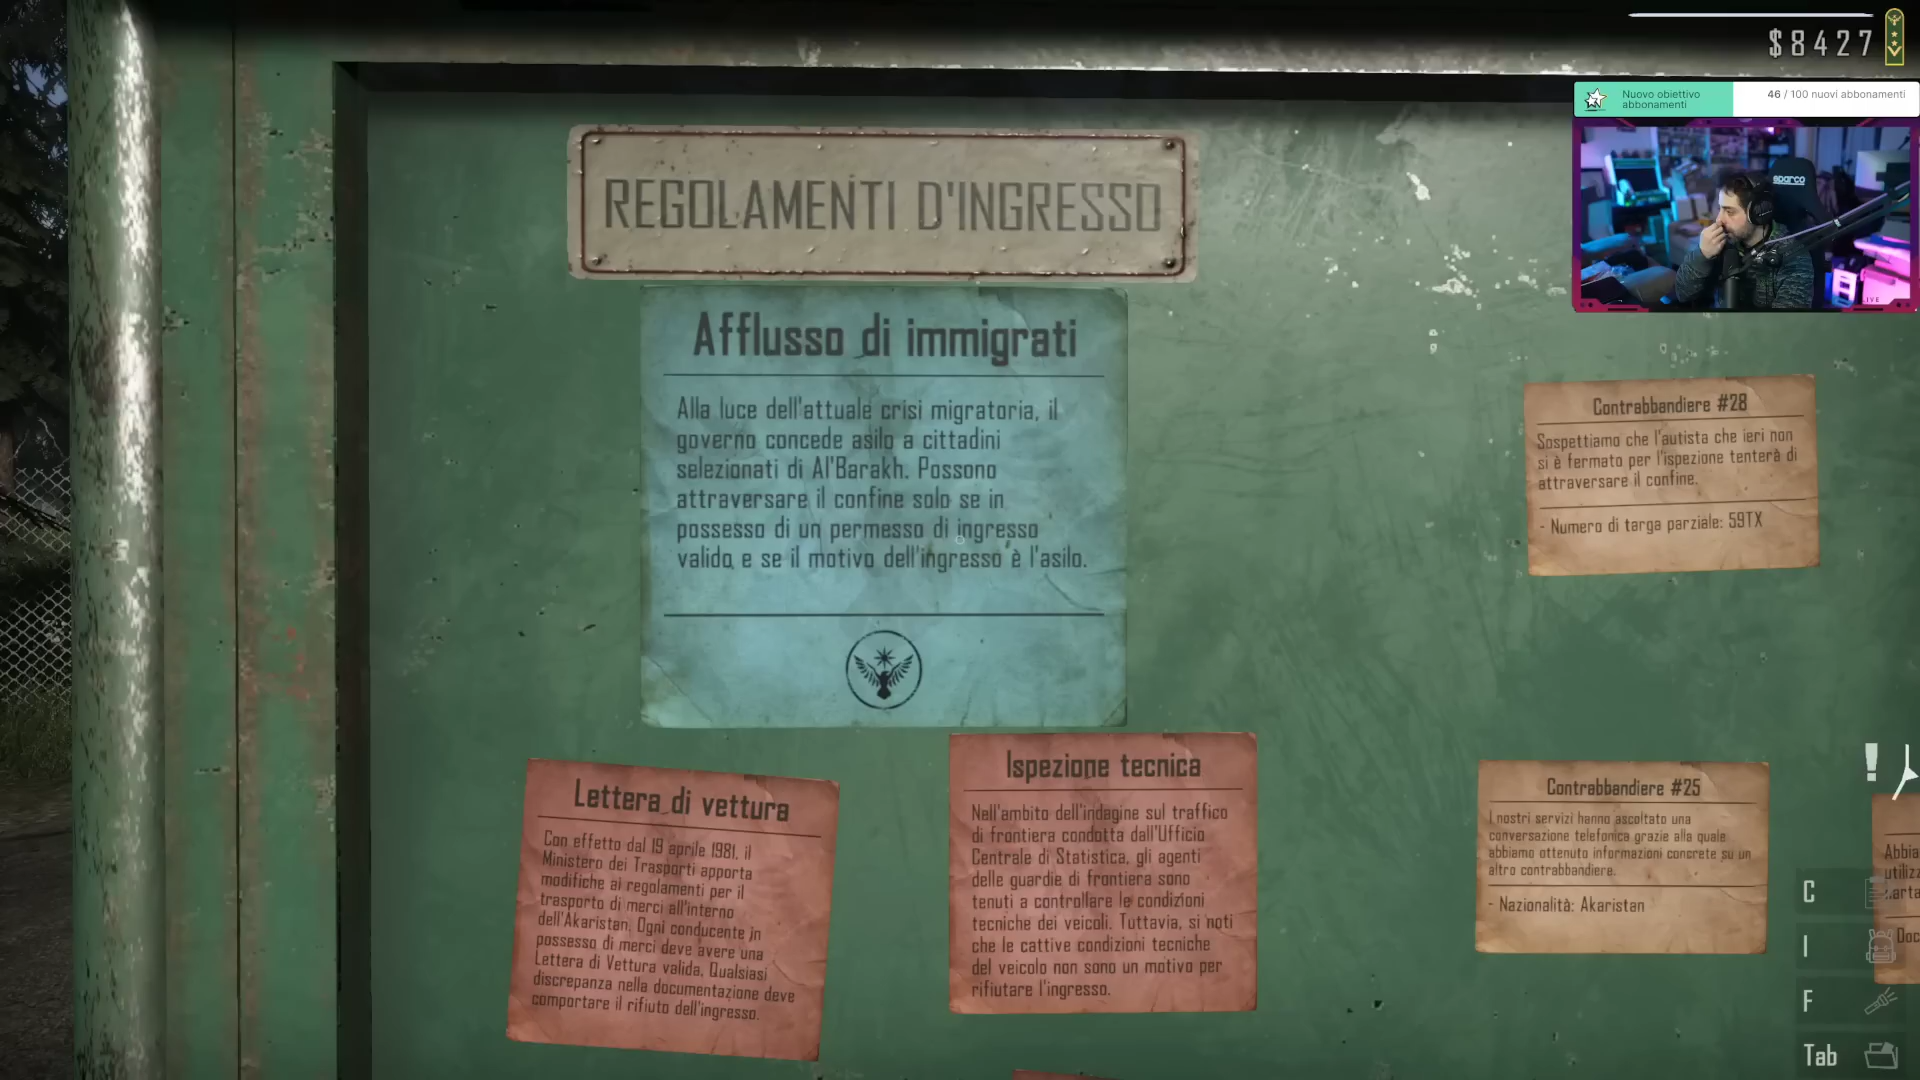 $8427
Nuovo obiettivo
abbonamenti
46 / 100 nuovi abbonamenti
sparco
REGOLAMENTI D'INGRESSO
Afflusso di immigrati
Alla luce dell'attuale crisi migratoria, il
governo concede asilo a cittadini
selezionati di Al'Barakh. Possono
attraversare il confine solo se in
possesso di un permesso di ingresso
valido e se il motivo dell'ingresso è l'asilo.
Contrabbandiere #28
Sospettiamo che l'autista che ieri non
si è fermato per l'ispezione tenterà di
attraversare il confine.
- Numero di targa parziale: 59TX
Lettera di vettura
Con effetto dal 19 aprile 1981, il
Ministero dei Trasporti apporta
modifiche ai regolamenti per il
trasporto di merci all'interno
dell'Akaristan. Ogni conducente in
possesso di merci deve avere una
Lettera di Vettura valida. Qualsiasi
discrepanza nella documentazione deve
comportare il rifiuto dell'ingresso.
Ispezione tecnica
Nell'ambito dell'indagine sul traffico
di frontiera condotta dall'Ufficio
Centrale di Statistica, gli agenti
delle guardie di frontiera sono
tenuti a controllare le condizioni
tecniche dei veicoli. Tuttavia, si noti
che le cattive condizioni tecniche
del veicolo non sono un motivo per
rifiutare l'ingresso.
Contrabbandiere #25
I nostri servizi hanno ascoltato una
conversazione telefonica grazie alla quale
abbiamo ottenuto informazioni concrete su un
altro contrabbandiere.
- Nazionalità: Akaristan
Abbia
utilizz
carta
Doc
C
I
F
Tab